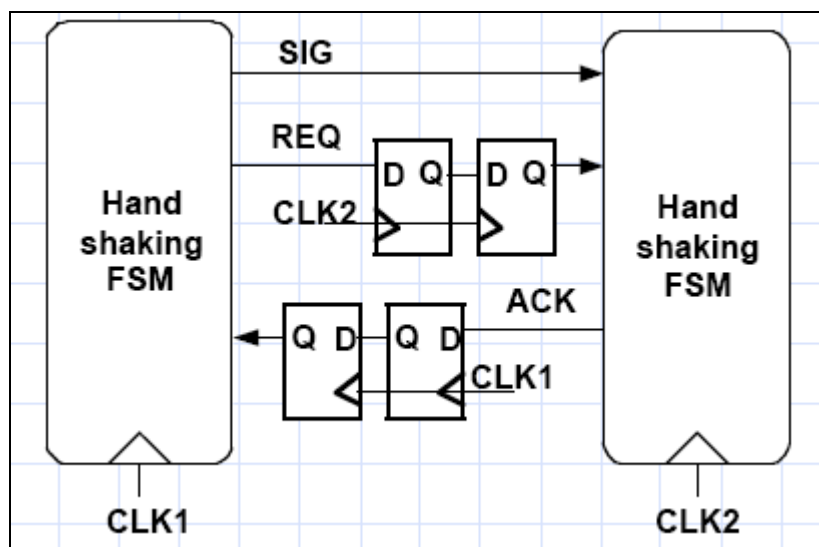 SIG
REQ
D Q
D Q
CLK2
Hand
shaking
FSM
Hand
shaking
FSM
ACK
Q D
Q D
CLK1
CLK1
CLK2